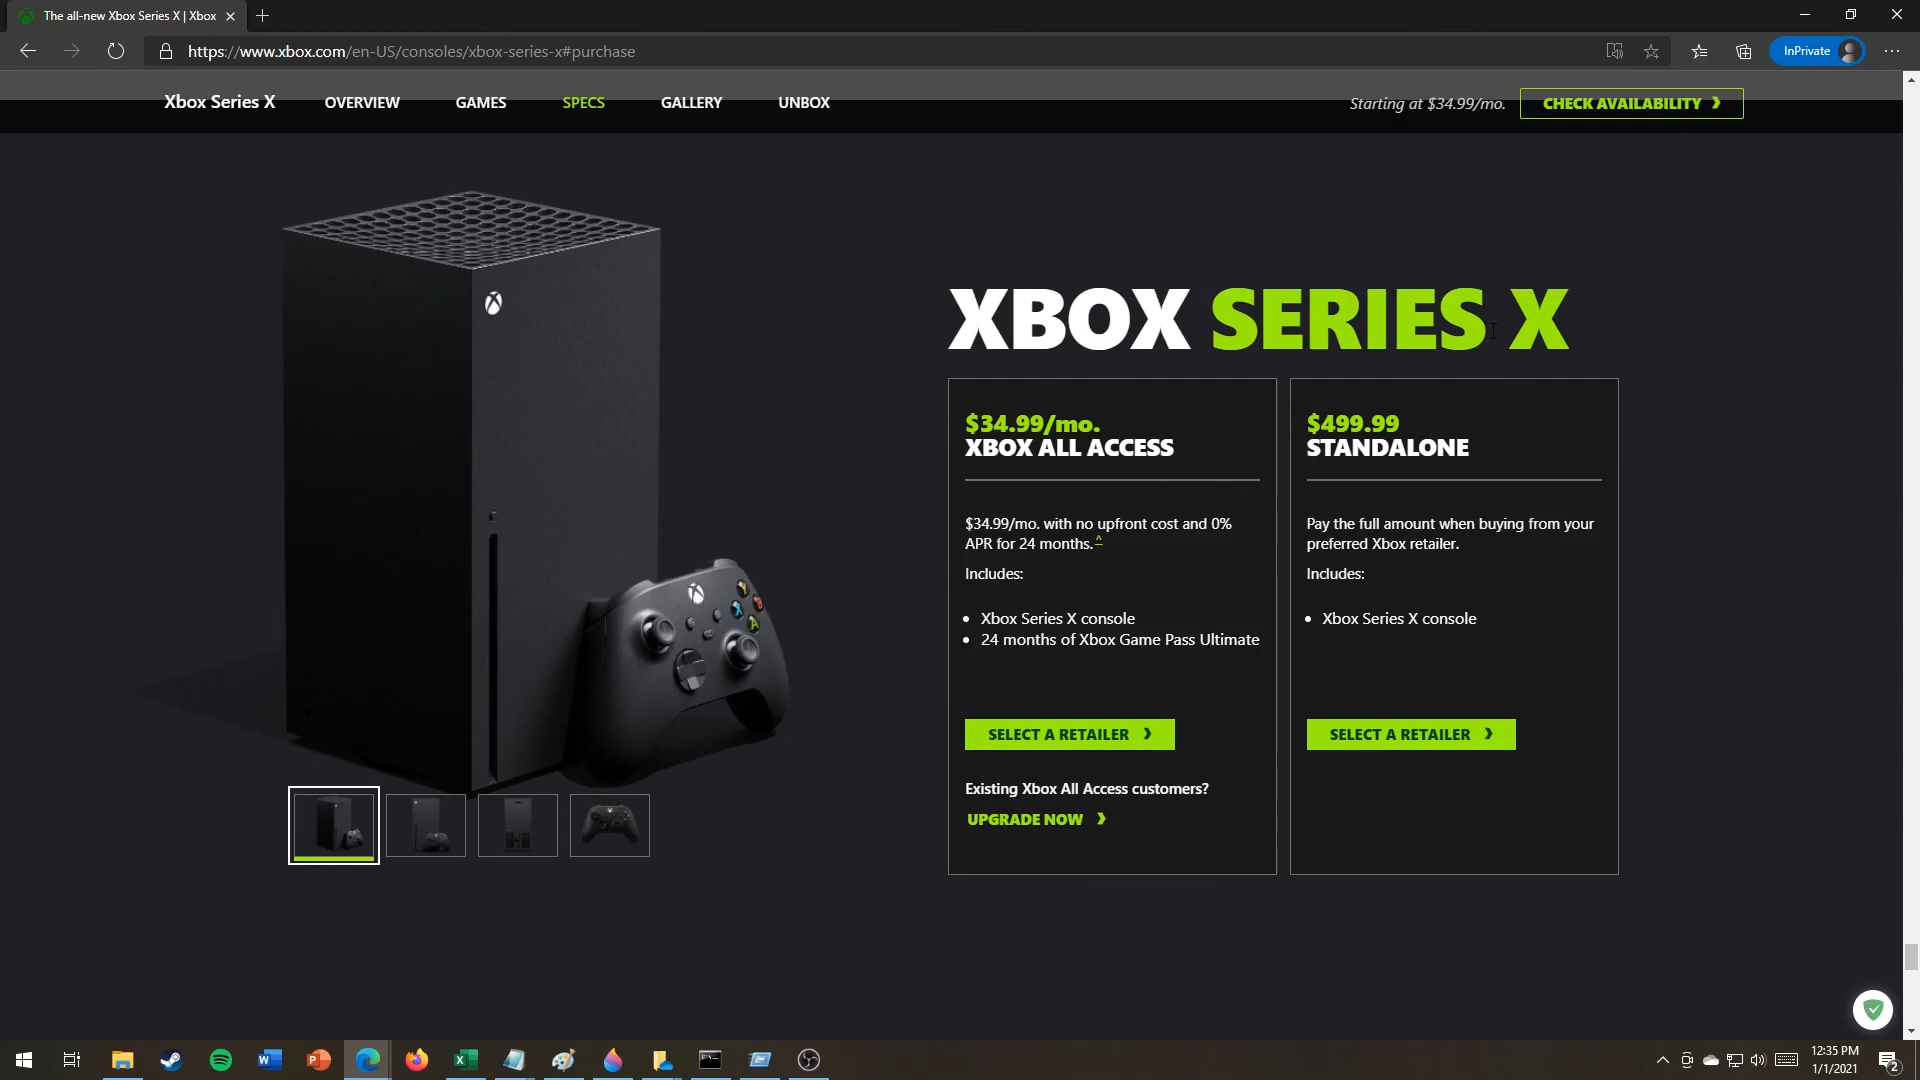 The all-new Xbox Series X | Xbox
https://www.xbox.com/en-US/consoles/xbox-series-x#purchase
InPrivate
Xbox Series X
OVERVIEW
GAMES
SPECS
GALLERY
UNBOX
Starting at $34.99/mo.
CHECK AVAILABILITY
XBOX SERIES X
$34.99/mo.
XBOX ALL ACCESS
$34.99/mo. with no upfront cost and 0%
APR for 24 months.^
Includes:
• Xbox Series X console
• 24 months of Xbox Game Pass Ultimate
SELECT A RETAILER
Existing Xbox All Access customers?
UPGRADE NOW
$499.99
STANDALONE
Pay the full amount when buying from your
preferred Xbox retailer.
Includes:
• Xbox Series X console
SELECT A RETAILER
12:35 PM
1/1/2021
2